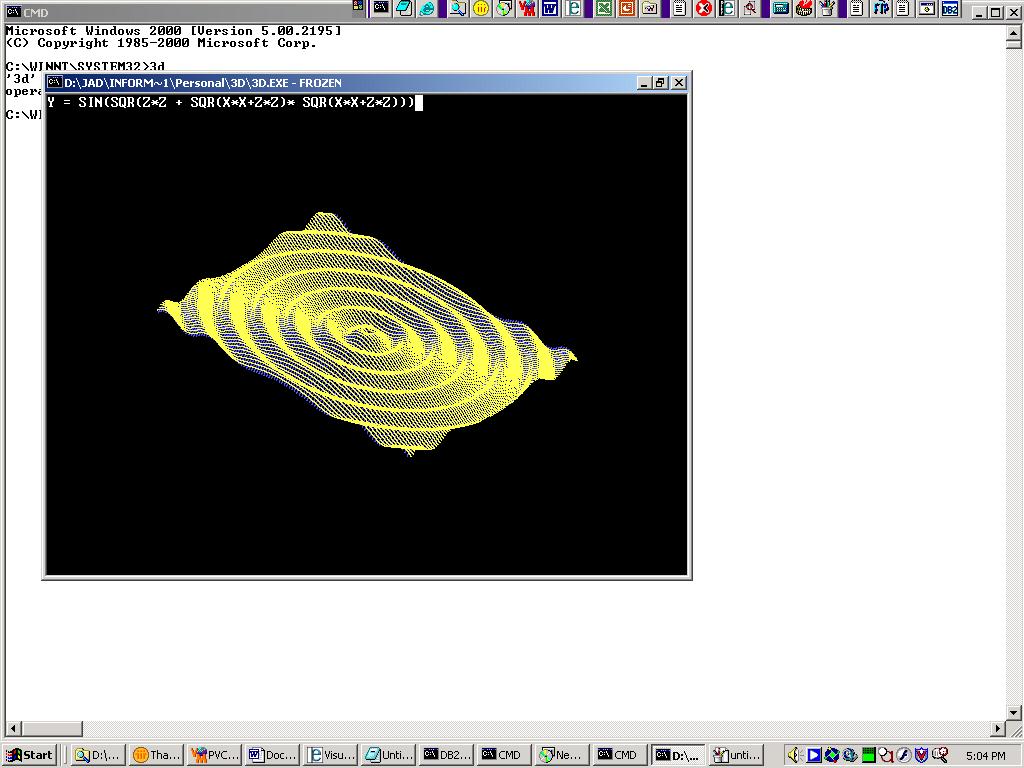 CMD
Microsoft Windows 2000 [Version 5.00.2195]
(C) Copyright 1985-2000 Microsoft Corp.
C:\WINNT\SYSTEM32>3d
'3d'
opera
C:\WI
D:\JAD\INFORM~1\Personal\3D\3D.EXE - FROZEN
Y = SIN(SQR(Z*Z + SQR(X*X+Z*Z)* SQR(X*X+Z*Z)))
FTP
DB2
Start
D:\...
Tha...
PVC...
Doc...
Visu...
Unti...
DB2...
CMD
Ne...
CMD
D:\...
unti...
5:04 PM